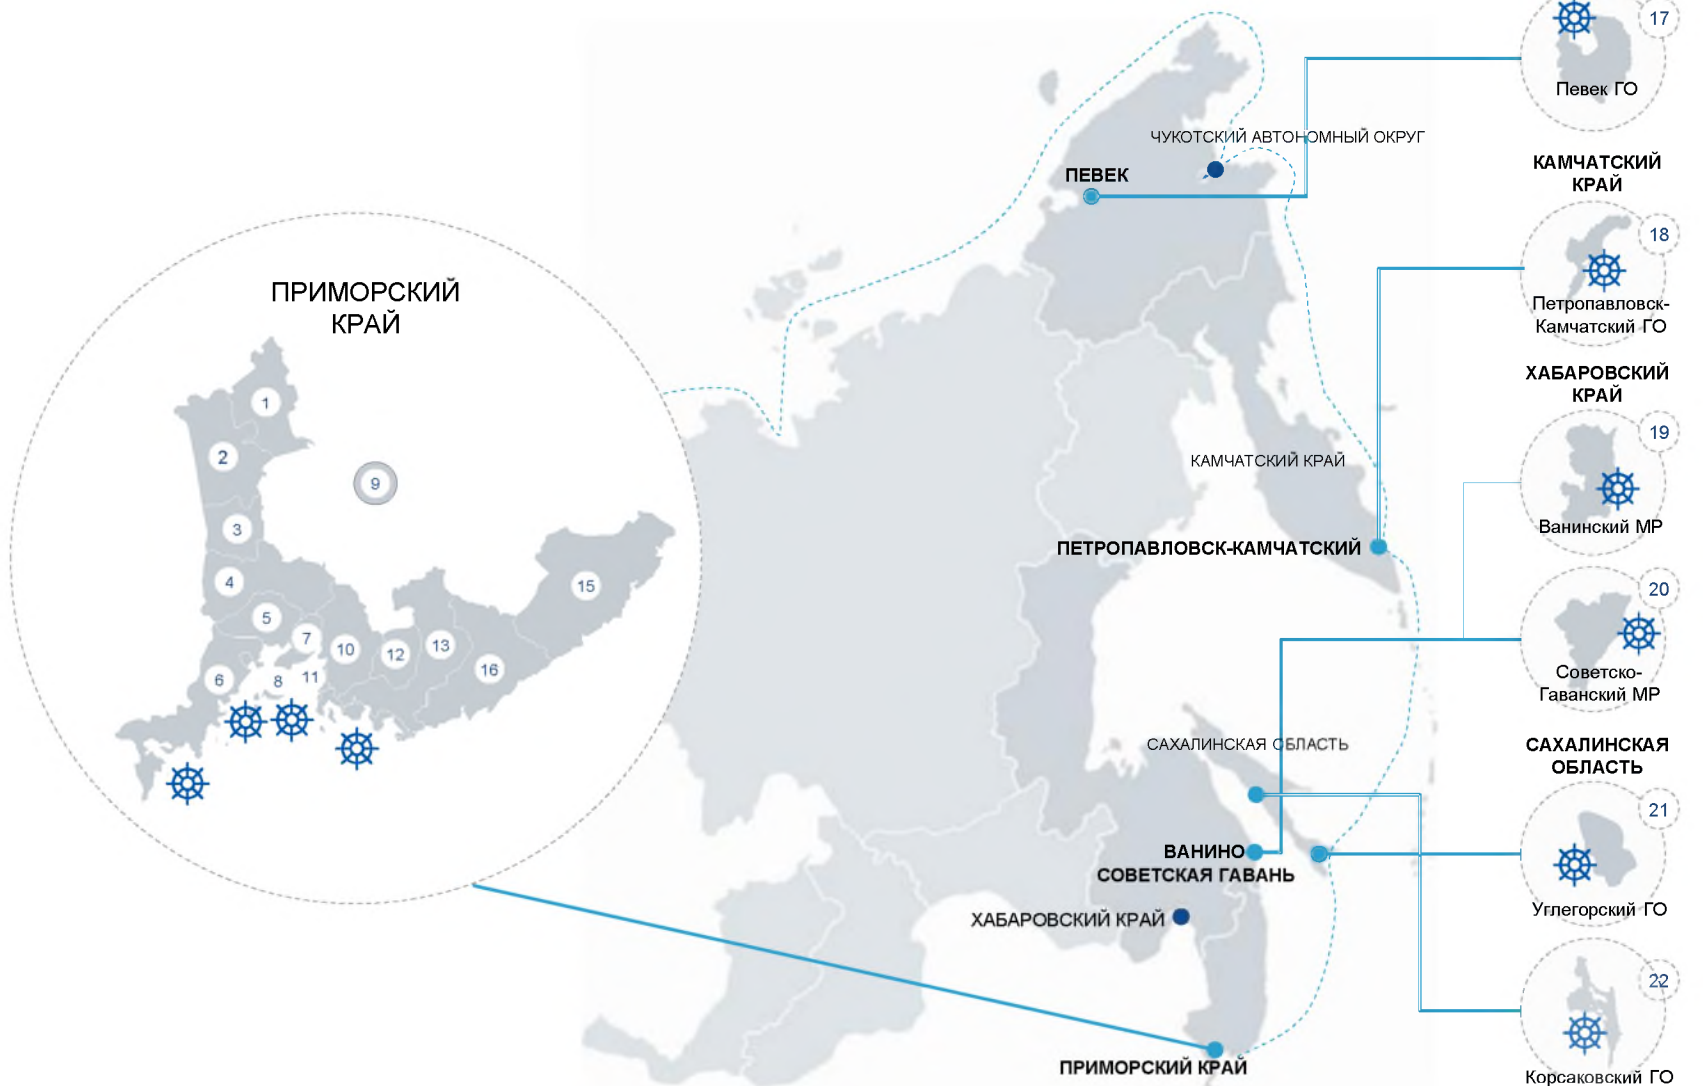 17
Певек ГО
ЧУКОТСКИЙ АВТОНОМНЫЙ ОКРУГ
ПЕВЕК
КАМЧАТСКИЙ
КРАЙ
18
Петропавловск-
Камчатский ГО
ПРИМОРСКИЙ
КРАЙ
1
2
3
4
5
6
7
8
9
10
11
12
13
15
16
ХАБАРОВСКИЙ
КРАЙ
19
Ванинский МР
КАМЧАТСКИЙ КРАЙ
ПЕТРОПАВЛОВСК-КАМЧАТСКИЙ
20
Советско-
Гаванский МР
САХАЛИНСКАЯ ОБЛАСТЬ
САХАЛИНСКАЯ
ОБЛАСТЬ
21
Углегорский ГО
ВАНИНО
СОВЕТСКАЯ ГАВАНЬ
ХАБАРОВСКИЙ КРАЙ
22
Корсаковский ГО
ПРИМОРСКИЙ КРАЙ